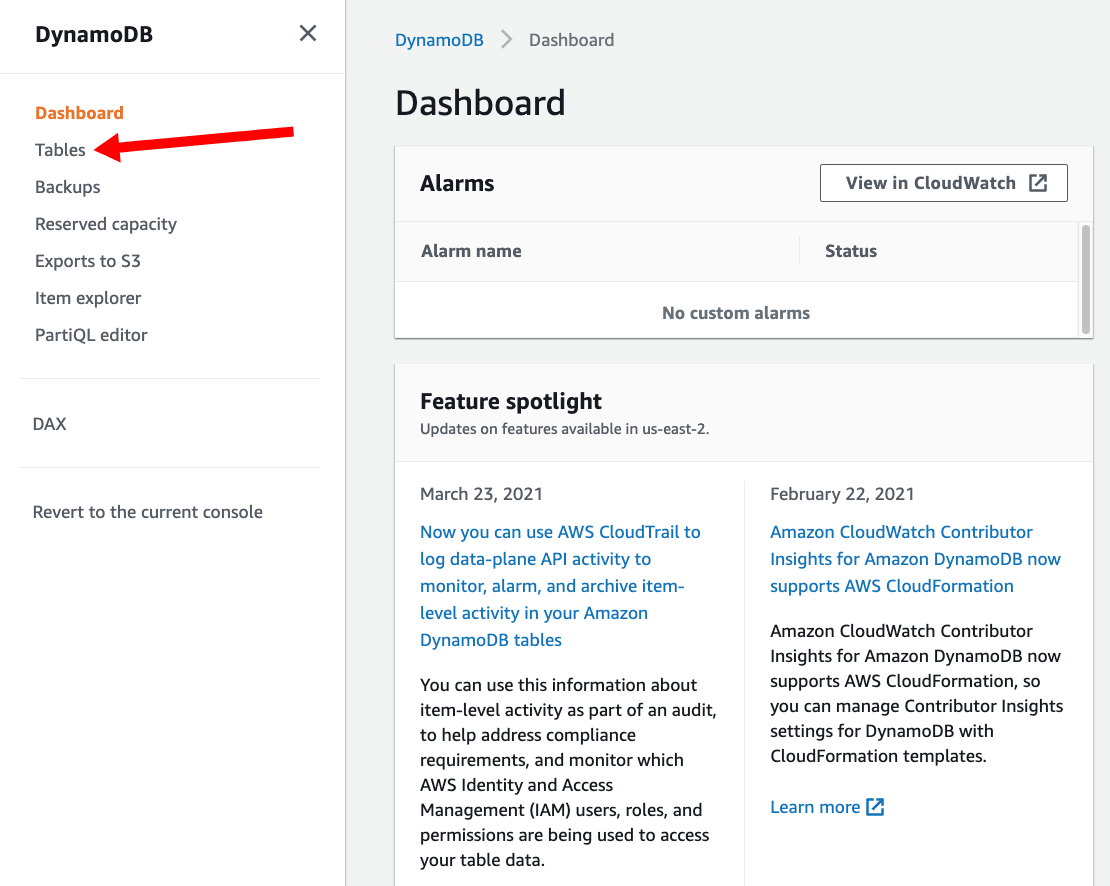 DynamoDB
Dashboard
Tables
Backups
Reserved capacity
Exports to S3
Item explorer
PartiQL editor
DAX
Revert to the current console
DynamoDB
Dashboard
Dashboard
Alarms
View in CloudWatch
Alarm name
Status
No custom alarms
Feature spotlight
Updates on features available in us-east-2.
March 23, 2021
Now you can use AWS CloudTrail to
log data-plane API activity to
monitor, alarm, and archive item-
level activity in your Amazon
DynamoDB tables
You can use this information about
item-level activity as part of an audit,
to help address compliance
requirements, and monitor which
AWS Identity and Access
Management (IAM) users, roles, and
permissions are being used to access
your table data.
February 22, 2021
Amazon CloudWatch Contributor
Insights for Amazon DynamoDB now
supports AWS CloudFormation
Amazon CloudWatch Contributor
Insights for Amazon DynamoDB now
supports AWS CloudFormation, so
you can manage Contributor Insights
settings for DynamoDB with
CloudFormation templates.
Learn more